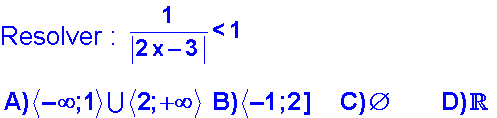 Resolver : 1/|2x−3| < 1
A)⟨−∞;1⟩∪⟨2;+∞⟩ B)⟨−1;2] C)∅ D)ℝ